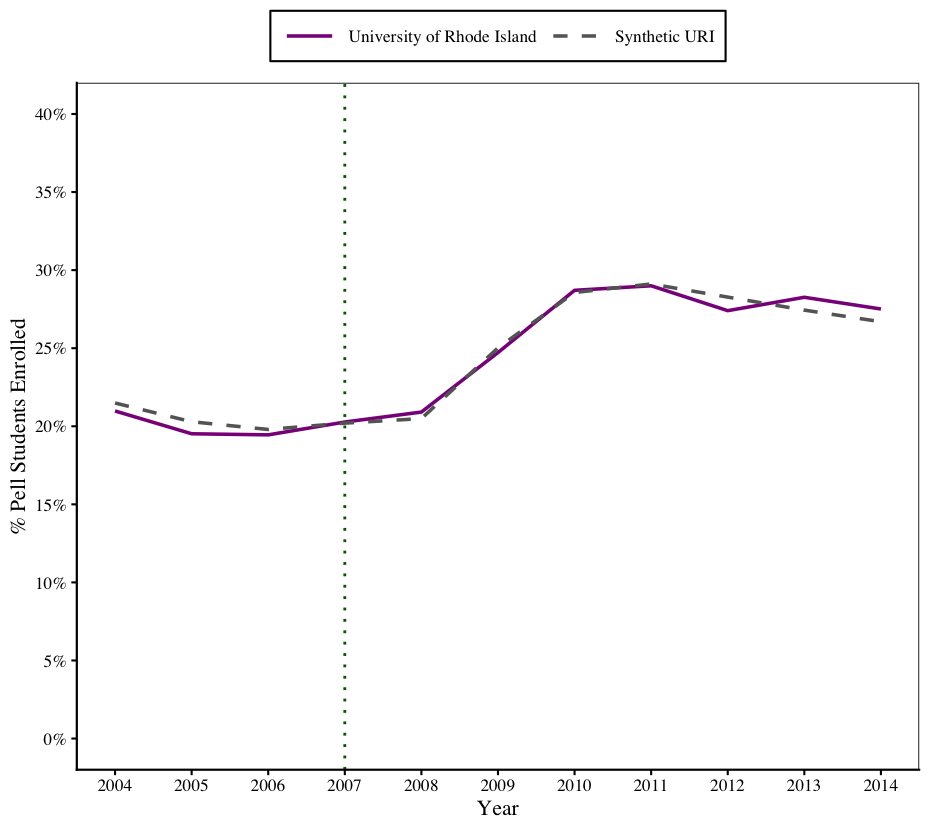 University of Rhode Island Synthetic URI
40%
35%
30%
25%
20%
15%
10%
5%
0%
% Pell Students Enrolled
2004 2005 2006 2007 2008 2009 2010 2011 2012 2013 2014
Year